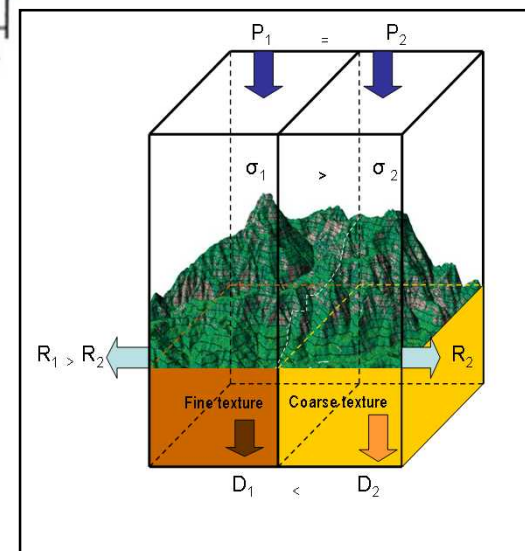 P₁ = P₂
σ₁ > σ₂
R₁ > R₂ R₂
Fine texture Coarse texture
D₁ < D₂